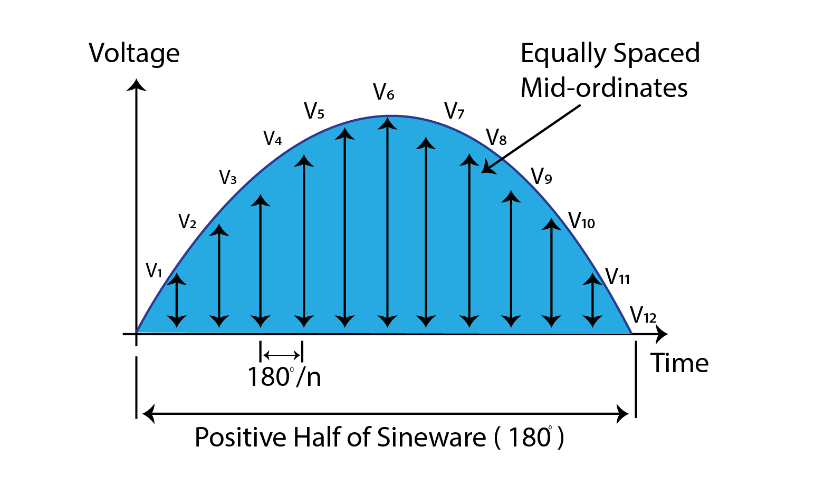 Voltage
Equally Spaced
Mid-ordinates
V1
V2
V3
V4
V5
V6
V7
V8
V9
V10
V11
V12
Time
180°/n
Positive Half of Sineware ( 180° )